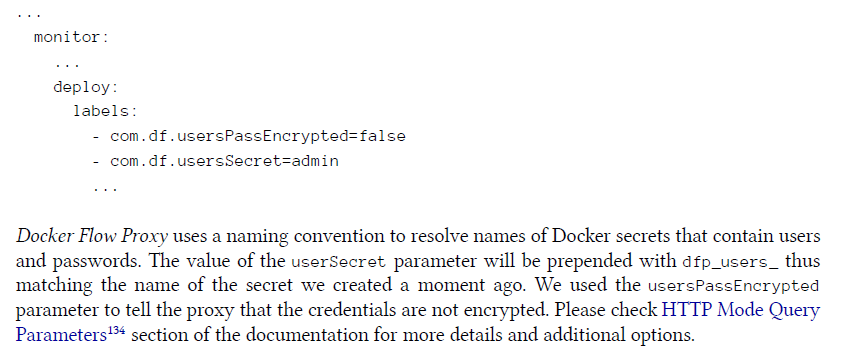 ...
monitor:
...
deploy:
labels:
- com.df.usersPassEncrypted=false
- com.df.usersSecret=admin
...
Docker Flow Proxy uses a naming convention to resolve names of Docker secrets that contain users
and passwords. The value of the userSecret parameter will be prepended with dfp_users_ thus
matching the name of the secret we created a moment ago. We used the usersPassEncrypted
parameter to tell the proxy that the credentials are not encrypted. Please check HTTP Mode Query
Parameters¹³⁴ section of the documentation for more details and additional options.